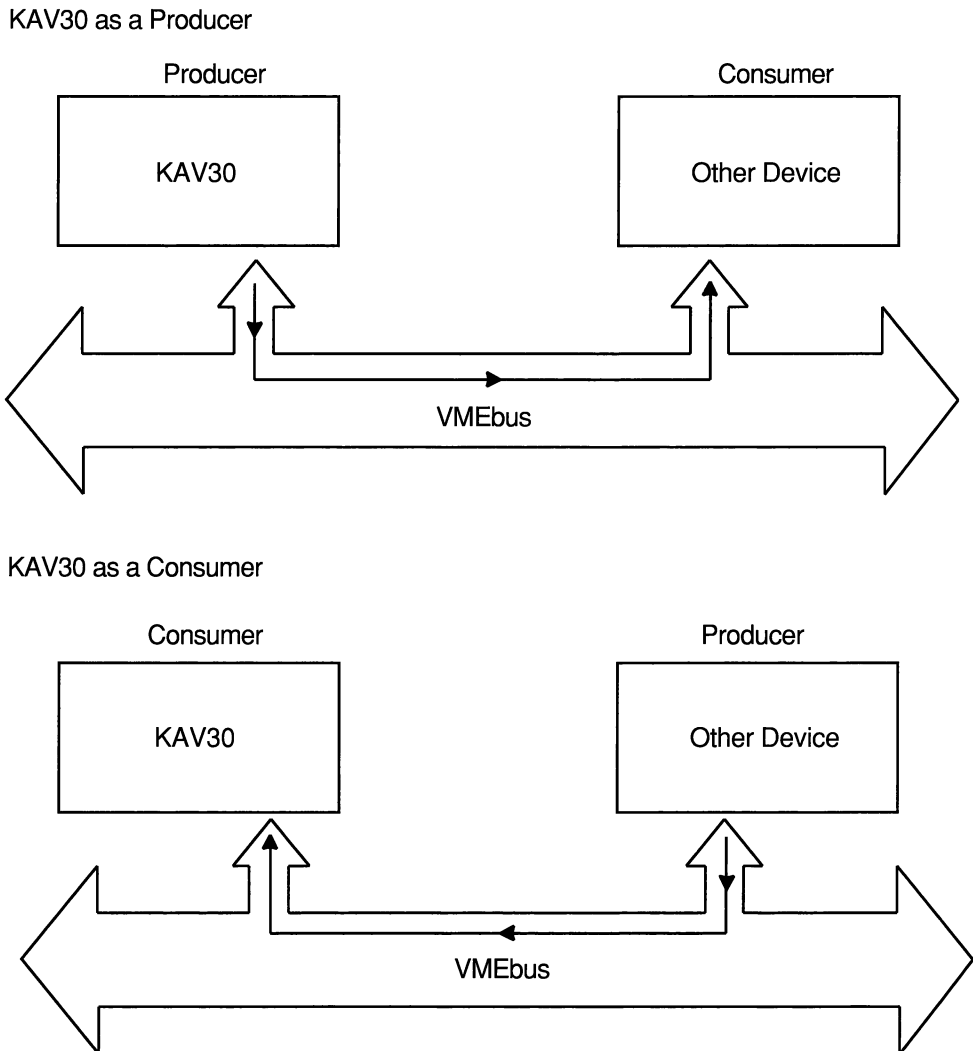 KAV30 as a Producer
Producer
Consumer
KAV30
Other Device
VMEbus
KAV30 as a Consumer
Consumer
Producer
KAV30
Other Device
VMEbus